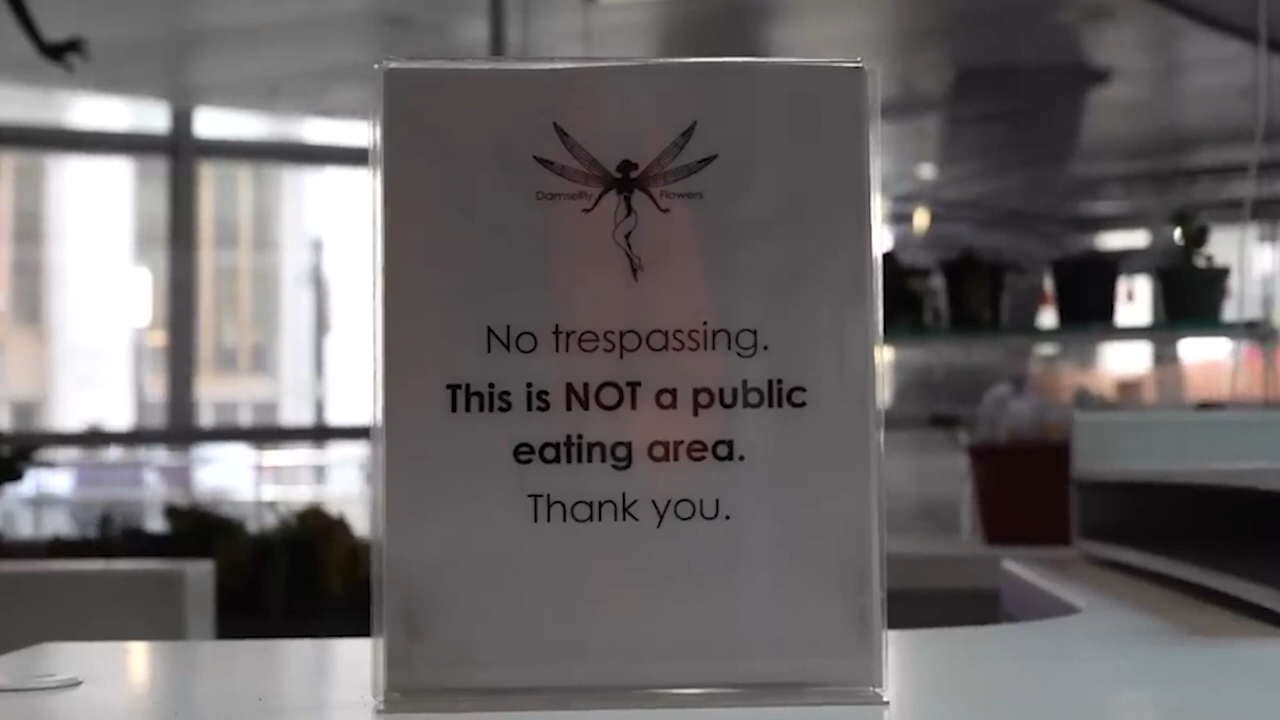 Damselfly Flowers
No trespassing.
This is NOT a public
eating area.
Thank you.